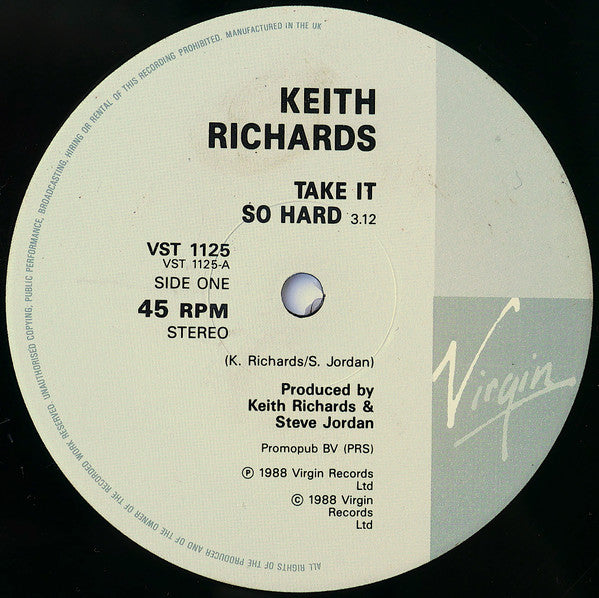 KEITH
RICHARDS
TAKE IT
SO HARD 3.12
VST 1125
VST 1125-A
SIDE ONE
45 RPM
STEREO
(K. Richards/S. Jordan)
Produced by
Keith Richards &
Steve Jordan
Promopub BV (PRS)
Ⓟ 1988 Virgin Records
Ltd
© 1988 Virgin
Records
Ltd
Virgin
ALL RIGHTS OF THE PRODUCER AND OF THE OWNER OF THE RECORDED WORK RESERVED. UNAUTHORISED COPYING, PUBLIC PERFORMANCE, BROADCASTING, HIRING OR RENTAL OF THIS RECORDING PROHIBITED. MANUFACTURED IN THE UK